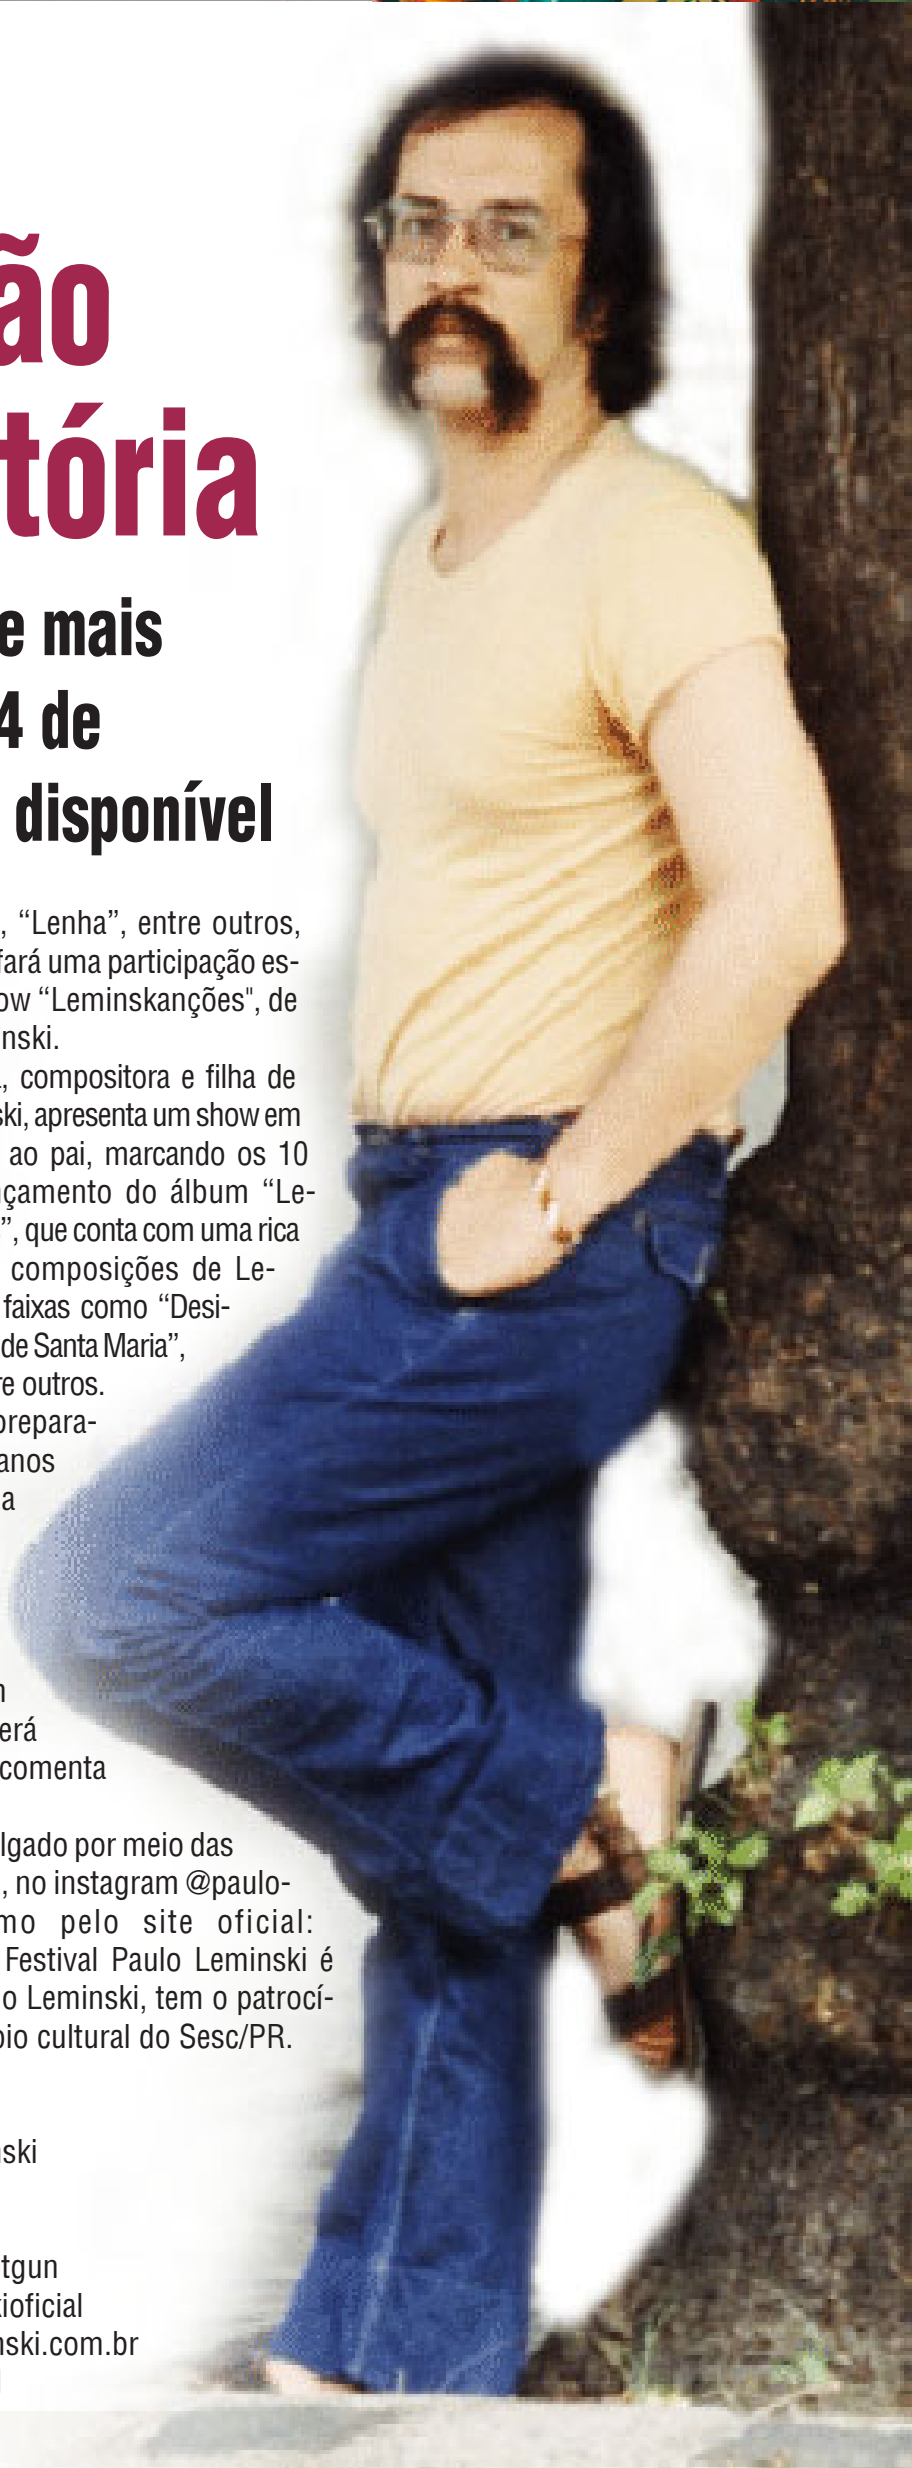 ão
tória
e mais
4 de
disponível
, “Lenha”, entre outros,
fará uma participação es-
ow “Leminskanções", de
nski.
, compositora e filha de
ski, apresenta um show em
ao pai, marcando os 10
nçamento do álbum “Le-
”, que conta com uma rica
composições de Le-
faixas como “Desi-
de Santa Maria”,
re outros.
prepara-
anos
a
n
erá
comenta
lgado por meio das
, no instagram @paulo-
mo pelo site oficial:
Festival Paulo Leminski é
o Leminski, tem o patrocí-
oio cultural do Sesc/PR.
nski
tgun
kioficial
nski.com.br